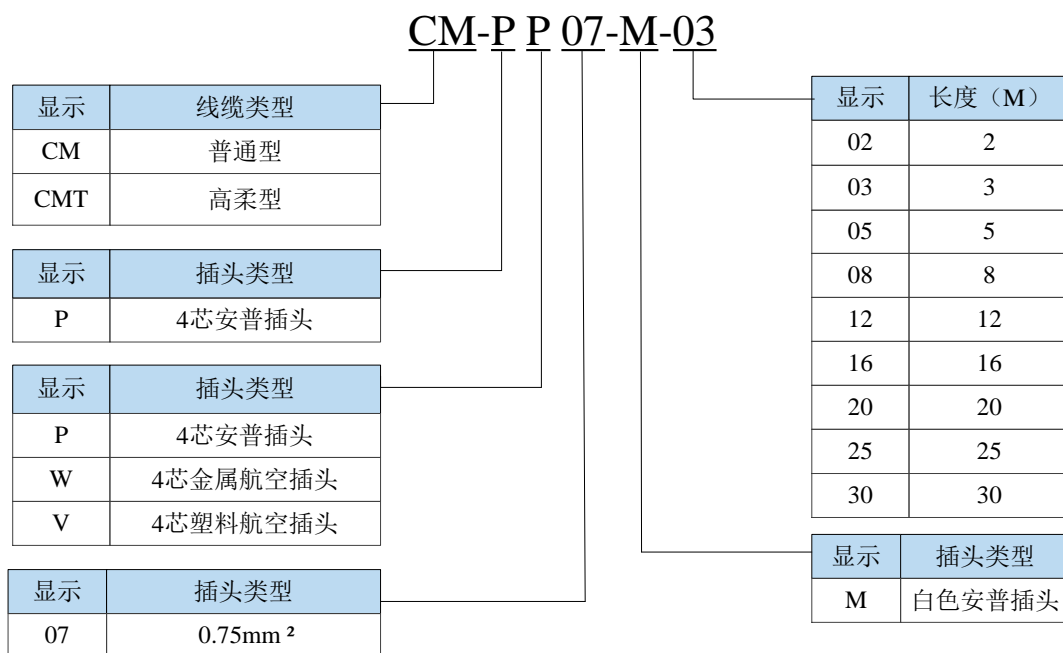 CM-P P 07-M-03
显示 线缆类型
CM 普通型
CMT 高柔型
显示 插头类型
P 4芯安普插头
显示 插头类型
P 4芯安普插头
W 4芯金属航空插头
V 4芯塑料航空插头
显示 插头类型
07 0.75mm²
显示 长度（M）
02 2
03 3
05 5
08 8
12 12
16 16
20 20
25 25
30 30
显示 插头类型
M 白色安普插头